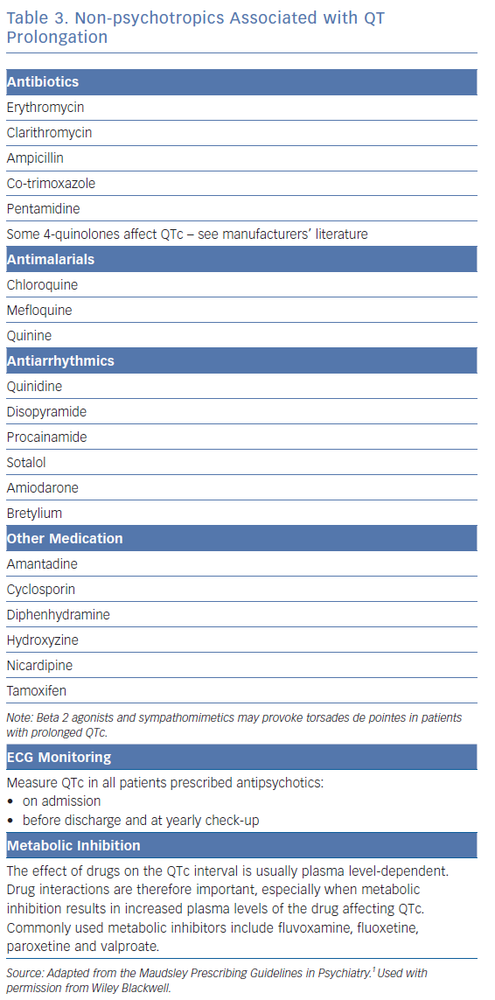 Table 3. Non-psychotropics Associated with QT
Prolongation
Antibiotics
Erythromycin
Clarithromycin
Ampicillin
Co-trimoxazole
Pentamidine
Some 4-quinolones affect QTc – see manufacturers’ literature
Antimalarials
Chloroquine
Mefloquine
Quinine
Antiarrhythmics
Quinidine
Disopyramide
Procainamide
Sotalol
Amiodarone
Bretylium
Other Medication
Amantadine
Cyclosporin
Diphenhydramine
Hydroxyzine
Nicardipine
Tamoxifen
Note: Beta 2 agonists and sympathomimetics may provoke torsades de pointes in patients
with prolonged QTc.
ECG Monitoring
Measure QTc in all patients prescribed antipsychotics:
• on admission
• before discharge and at yearly check-up
Metabolic Inhibition
The effect of drugs on the QTc interval is usually plasma level-dependent.
Drug interactions are therefore important, especially when metabolic
inhibition results in increased plasma levels of the drug affecting QTc.
Commonly used metabolic inhibitors include fluvoxamine, fluoxetine,
paroxetine and valproate.
Source: Adapted from the Maudsley Prescribing Guidelines in Psychiatry.¹ Used with
permission from Wiley Blackwell.